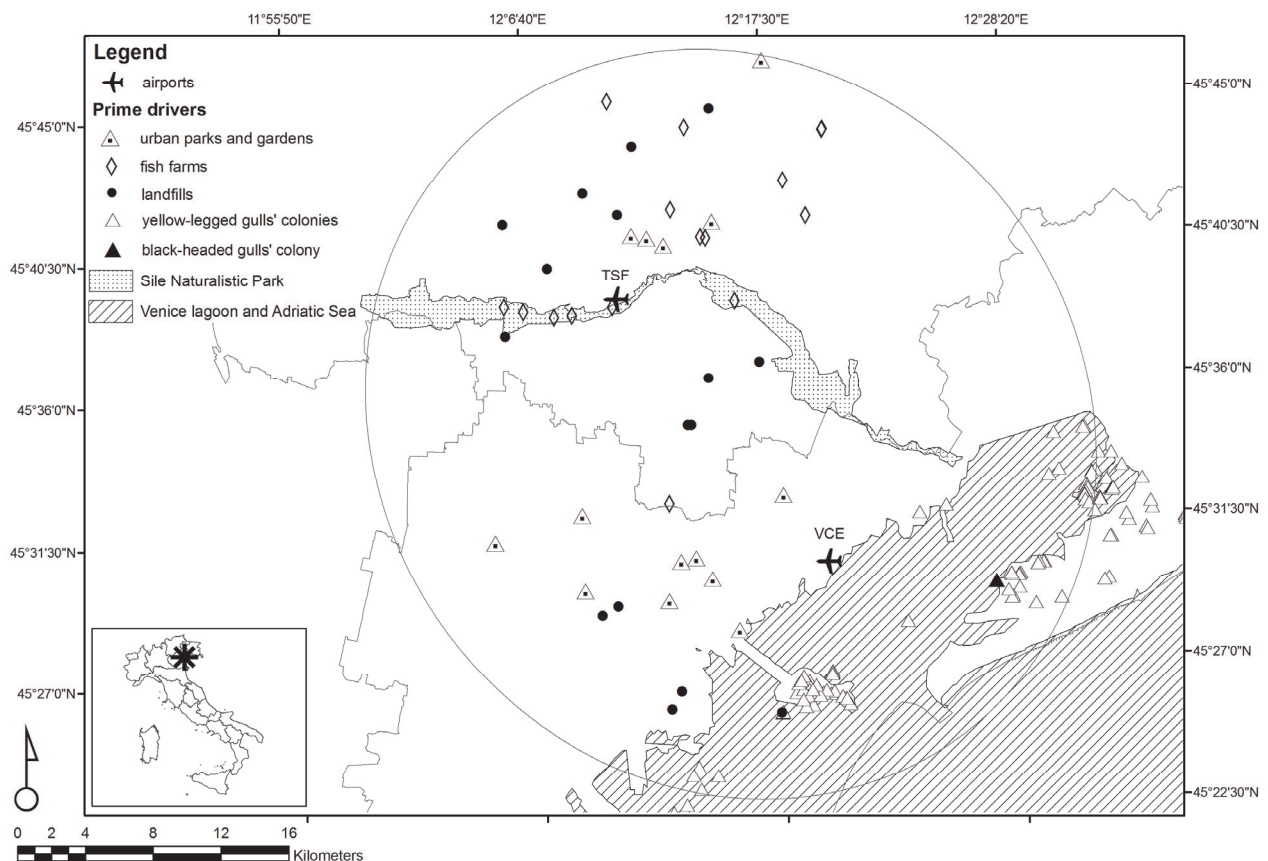 11°55'50"E 12°6'40"E 12°17'30"E 12°28'20"E
Legend
airports
Prime drivers
urban parks and gardens
fish farms
landfills
yellow-legged gulls' colonies
black-headed gulls' colony
Sile Naturalistic Park
Venice lagoon and Adriatic Sea
45°45'0"N
45°40'30"N
45°36'0"N
45°31'30"N
45°27'0"N
TSF
VCE
45°45'0"N
45°40'30"N
45°36'0"N
45°31'30"N
45°27'0"N
45°22'30"N
0 2 4 8 12 16
Kilometers